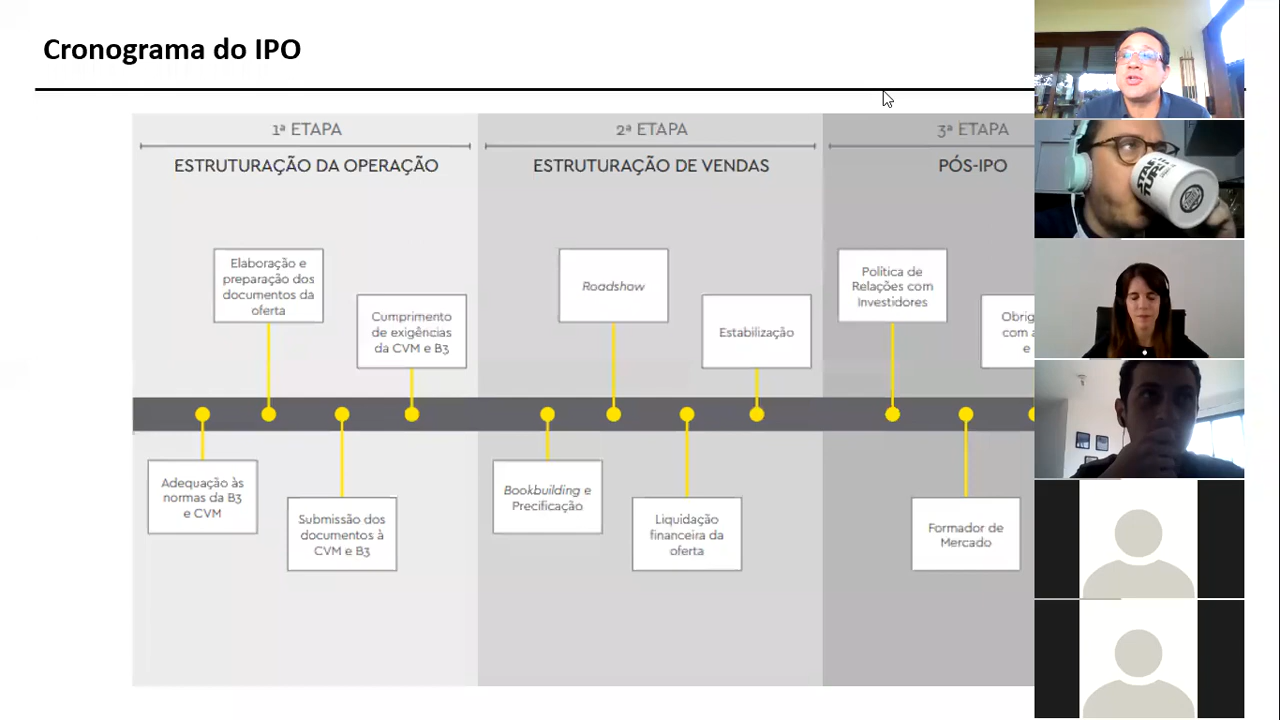 Cronograma do IPO
1ª ETAPA
ESTRUTURAÇÃO DA OPERAÇÃO
2ª ETAPA
ESTRUTURAÇÃO DE VENDAS
3ª ETAPA
PÓS-IPO
Elaboração e
preparação dos
documentos da
oferta
Cumprimento
de exigências
da CVM e B3
Roadshow
Estabilização
Política de
Relações com
Investidores
com
e
Adequação às
normas da B3
e CVM
Submissão dos
documentos à
CVM e B3
Bookbuilding e
Precificação
Liquidação
financeira da
oferta
Formador de
Mercado